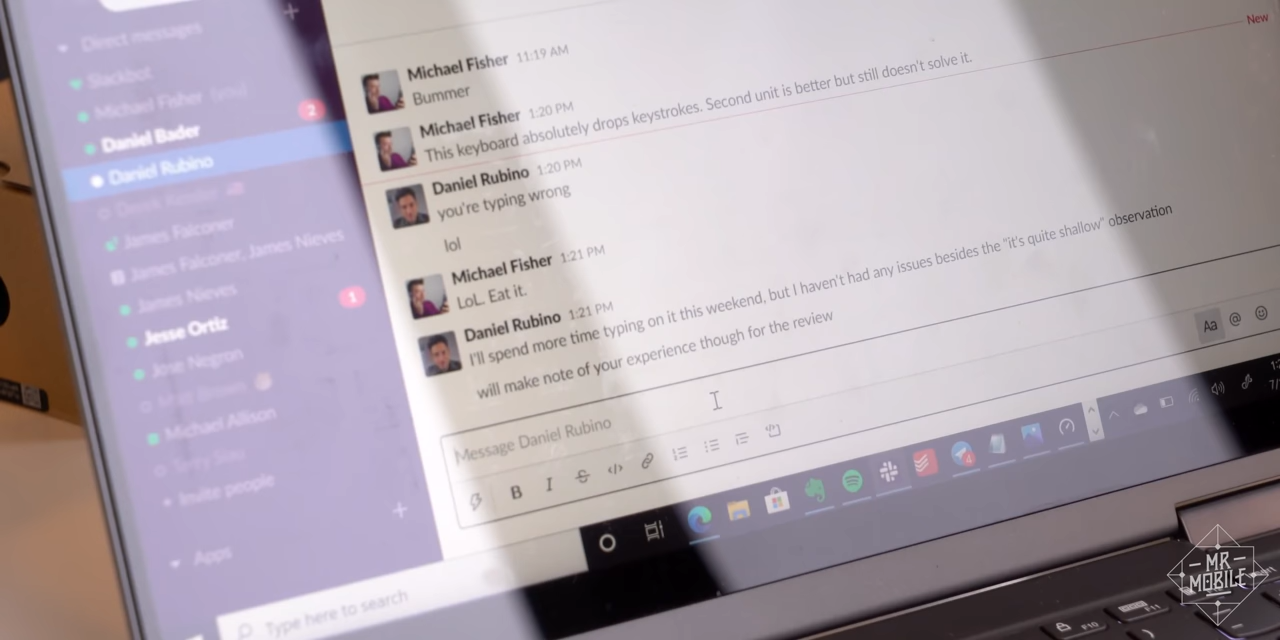 Direct messages
Slackbot
Michael Fisher (you)
Daniel Bader
2
Daniel Rubino
James Falconer
James Falconer, James Nieves
James Nieves
1
Jesse Ortiz
Jose Negron
Michael Allison
Invite people
Apps
New
Michael Fisher 11:19 AM
Bummer
Michael Fisher 1:20 PM
This keyboard absolutely drops keystrokes. Second unit is better but still doesn't solve it.
Daniel Rubino 1:20 PM
you're typing wrong
lol
Michael Fisher 1:21 PM
LoL. Eat it.
Daniel Rubino 1:21 PM
I'll spend more time typing on it this weekend, but I haven't had any issues besides the "it's quite shallow" observation
will make note of your experience though for the review
Message Daniel Rubino
Aa @
B I S </>
4
Type here to search
F10 F11
MR
MOBILE